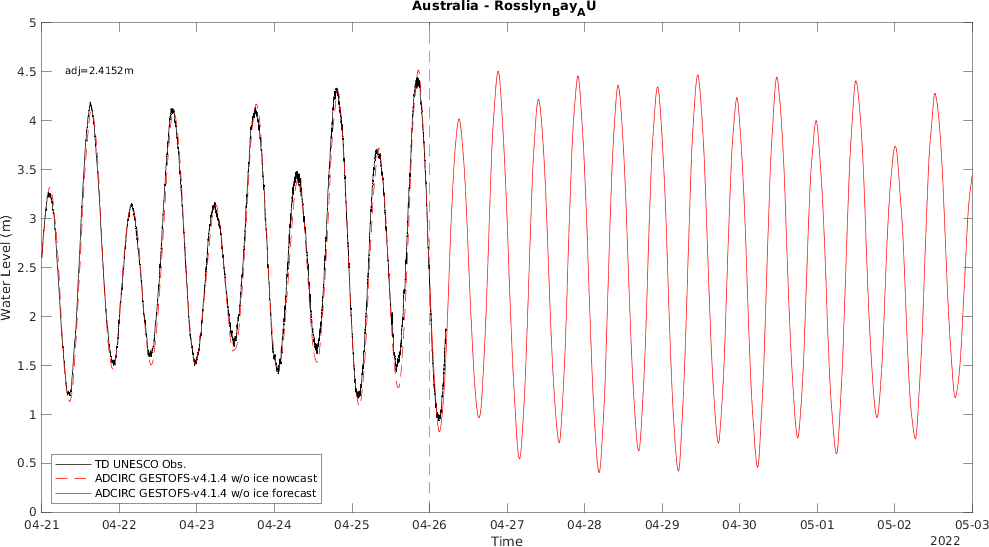 Australia - Rosslyn_Bay_AU
5
4.5
4
3.5
3
2.5
2
1.5
1
0.5
0
Water Level (m)
adj=2.4152m
TD UNESCO Obs.
ADCIRC GESTOFS-v4.1.4 w/o ice nowcast
ADCIRC GESTOFS-v4.1.4 w/o ice forecast
04-21 04-22 04-23 04-24 04-25 04-26 04-27 04-28 04-29 04-30 05-01 05-02 05-03
Time
2022